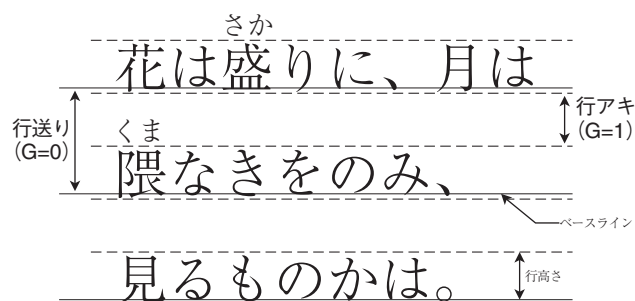 さか
花は盛りに、月は
行送り
(G=0)
行アキ
(G=1)
くま
隈なきをのみ、
ベースライン
見るものかは。
行高さ